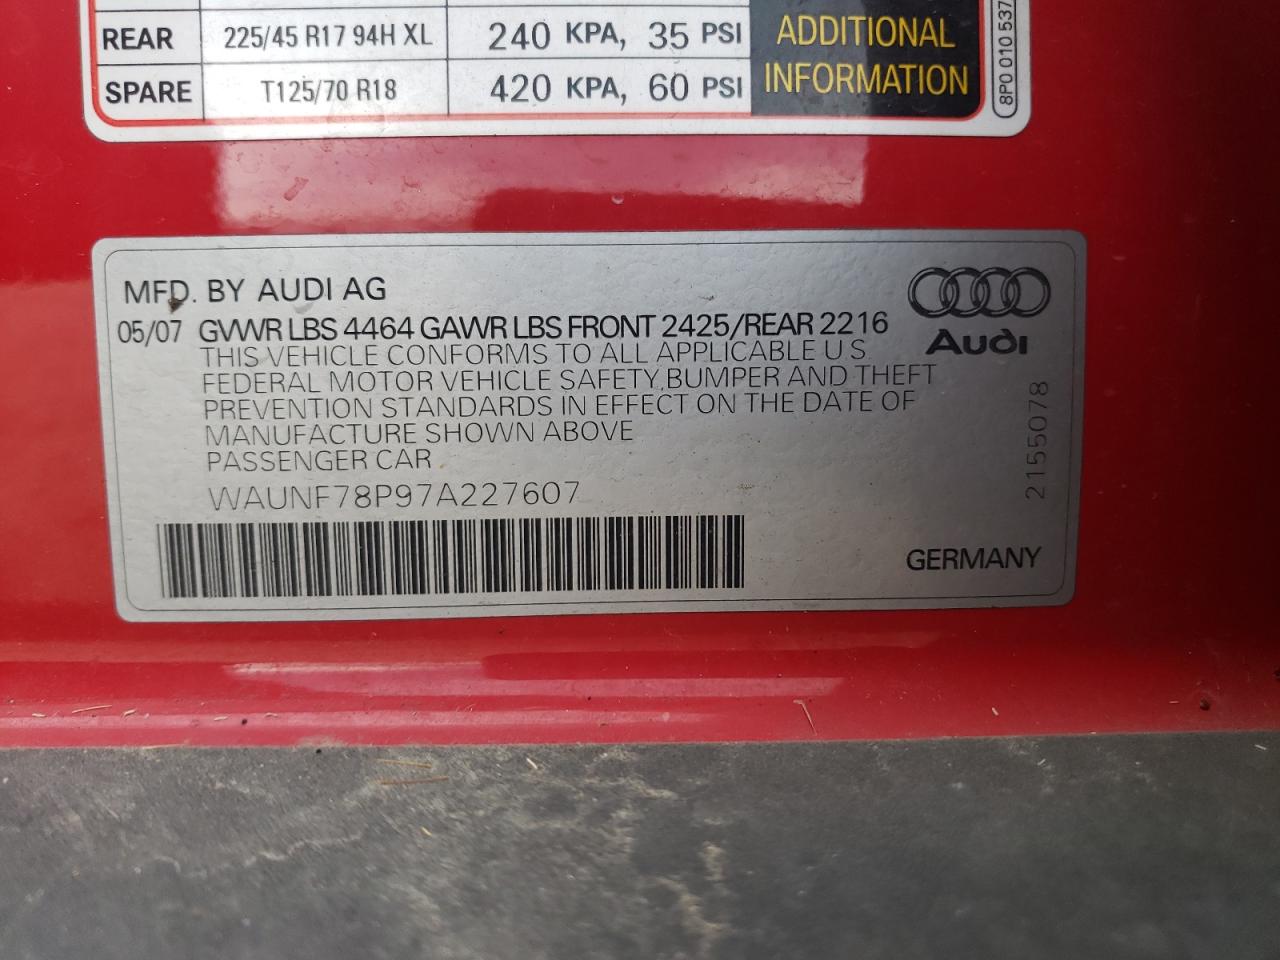 REAR 225/45 R17 94H XL 240 KPA, 35 PSI
SPARE T125/70 R18 420 KPA, 60 PSI
ADDITIONAL
INFORMATION
8P0 010 537
MFD. BY AUDI AG
05/07 GVWR LBS 4464 GAWR LBS FRONT 2425/REAR 2216
THIS VEHICLE CONFORMS TO ALL APPLICABLE U S
FEDERAL MOTOR VEHICLE SAFETY,BUMPER AND THEFT
PREVENTION STANDARDS IN EFFECT ON THE DATE OF
MANUFACTURE SHOWN ABOVE
PASSENGER CAR
WAUNF78P97A227607
Audi
2155078
GERMANY